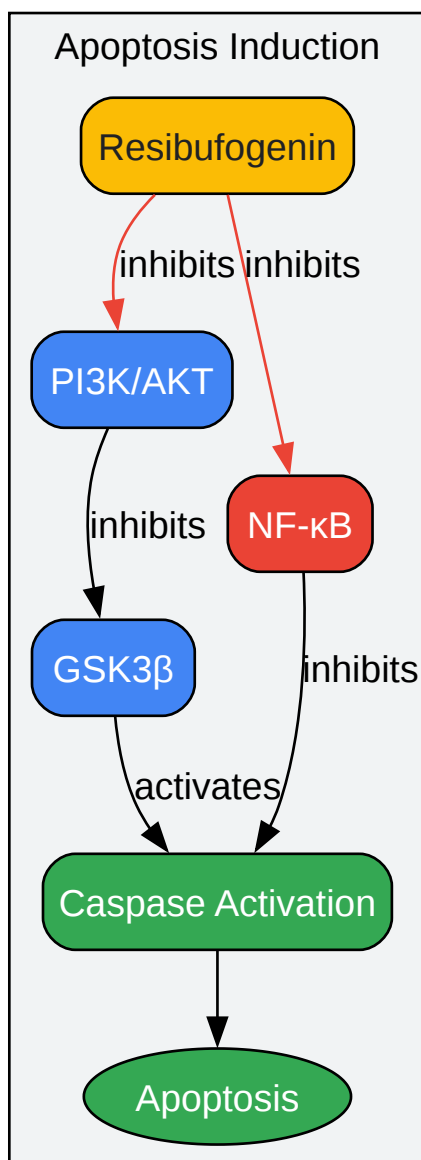 Apoptosis Induction
Resibufogenin
inhibits inhibits
PI3K/AKT
inhibits
NF-κB
GSK3β
inhibits
activates
Caspase Activation
Apoptosis